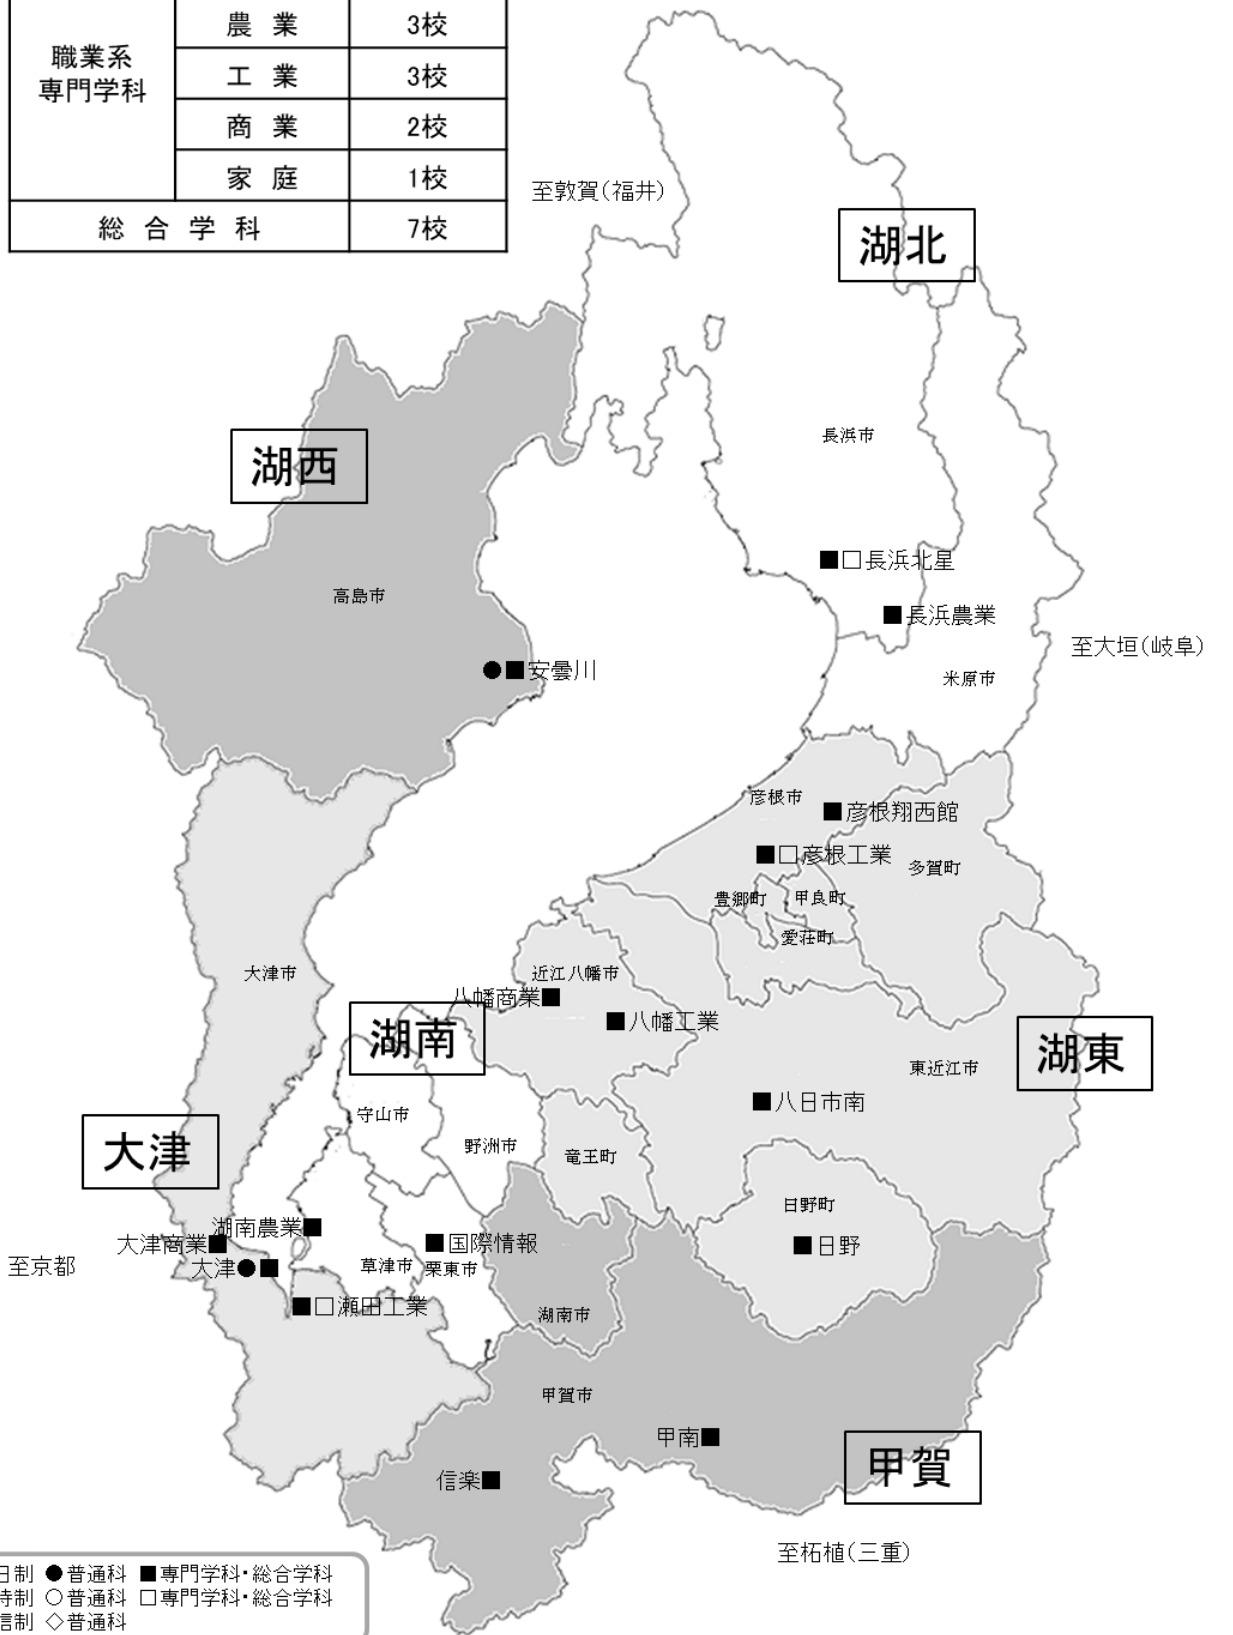 職業系
専門学科
農 業 3校
工 業 3校
商 業 2校
家 庭 1校
総 合 学 科 7校
至敦賀(福井)
湖北
長浜市
湖西
■□長浜北星
高島市
■長浜農業
至大垣(岐阜)
●■安曇川
米原市
彦根市
■彦根翔西館
■□彦根工業
多賀町
豊郷町
甲良町
愛荘町
大津市
近江八幡市
八幡商業■
■八幡工業
湖南
湖東
東近江市
■八日市南
守山市
大津
野洲市
竜王町
日野町
湖南農業■
大津商業■
■国際情報
■日野
至京都
大津●■
草津市
栗東市
■□瀬田工業
湖南市
甲賀市
甲南■
甲賀
信楽■
至柘植(三重)
日制 ●普通科 ■専門学科・総合学科
時制 ○普通科 □専門学科・総合学科
信制 ◇普通科